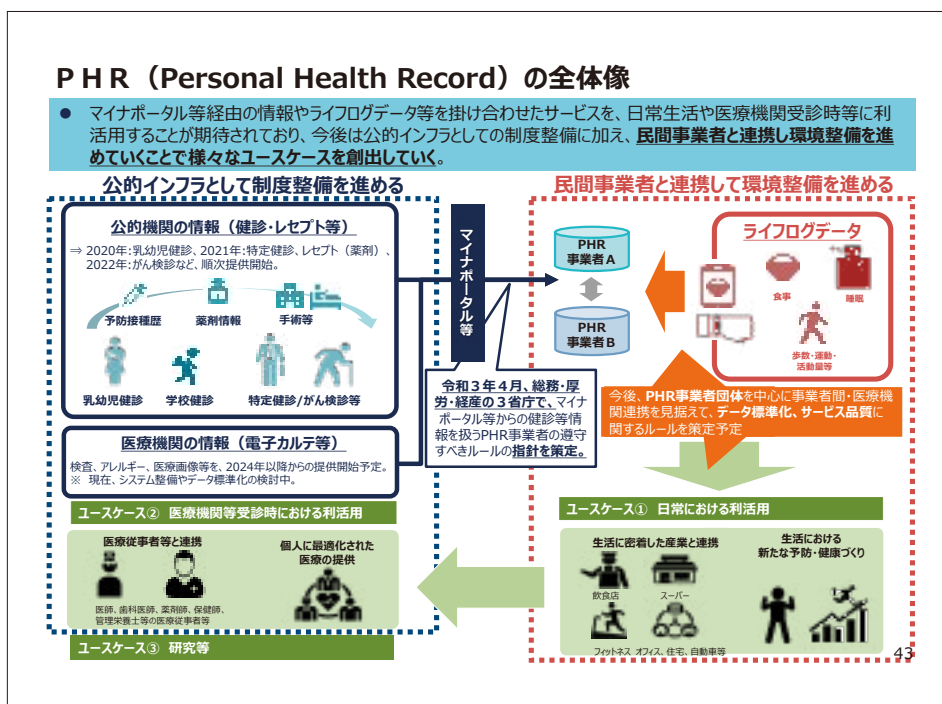 ＰＨＲ（Personal Health Record）の全体像
● マイナポータル等経由の情報やライフログデータ等を掛け合わせたサービスを、日常生活や医療機関受診時等に利
活用することが期待されており、今後は公的インフラとしての制度整備に加え、民間事業者と連携し環境整備を進
めていくことで様々なユースケースを創出していく。
公的インフラとして制度整備を進める
公的機関の情報（健診・レセプト等）
⇒ 2020年:乳幼児健診、2021年:特定健診、レセプト（薬剤）、
2022年:がん検診など、順次提供開始。
予防接種歴
薬剤情報
手術等
乳幼児健診
学校健診
特定健診/がん検診等
医療機関の情報（電子カルテ等）
検査、アレルギー、医療画像等を、2024年以降からの提供開始予定。
※ 現在、システム整備やデータ標準化の検討中。
マイナポータル等
令和３年４月、総務・厚
労・経産の３省庁で、マイナ
ポータル等からの健診等情
報を扱うPHR事業者の遵守
すべきルールの指針を策定。
民間事業者と連携して環境整備を進める
PHR
事業者A
PHR
事業者B
ライフログデータ
食事
睡眠
歩数・運動・
活動量等
今後、PHR事業者団体を中心に事業者間・医療機
関連携を見据えて、データ標準化、サービス品質に
関するルールを策定予定
ユースケース① 日常における利活用
生活に密着した産業と連携
飲食店
スーパー
フィットネス オフィス、住宅、自動車等
生活における
新たな予防・健康づくり
ユースケース② 医療機関等受診時における利活用
医療従事者等と連携
医師、歯科医師、薬剤師、保健師、
管理栄養士等の医療従事者等
個人に最適化された
医療の提供
ユースケース③ 研究等
43